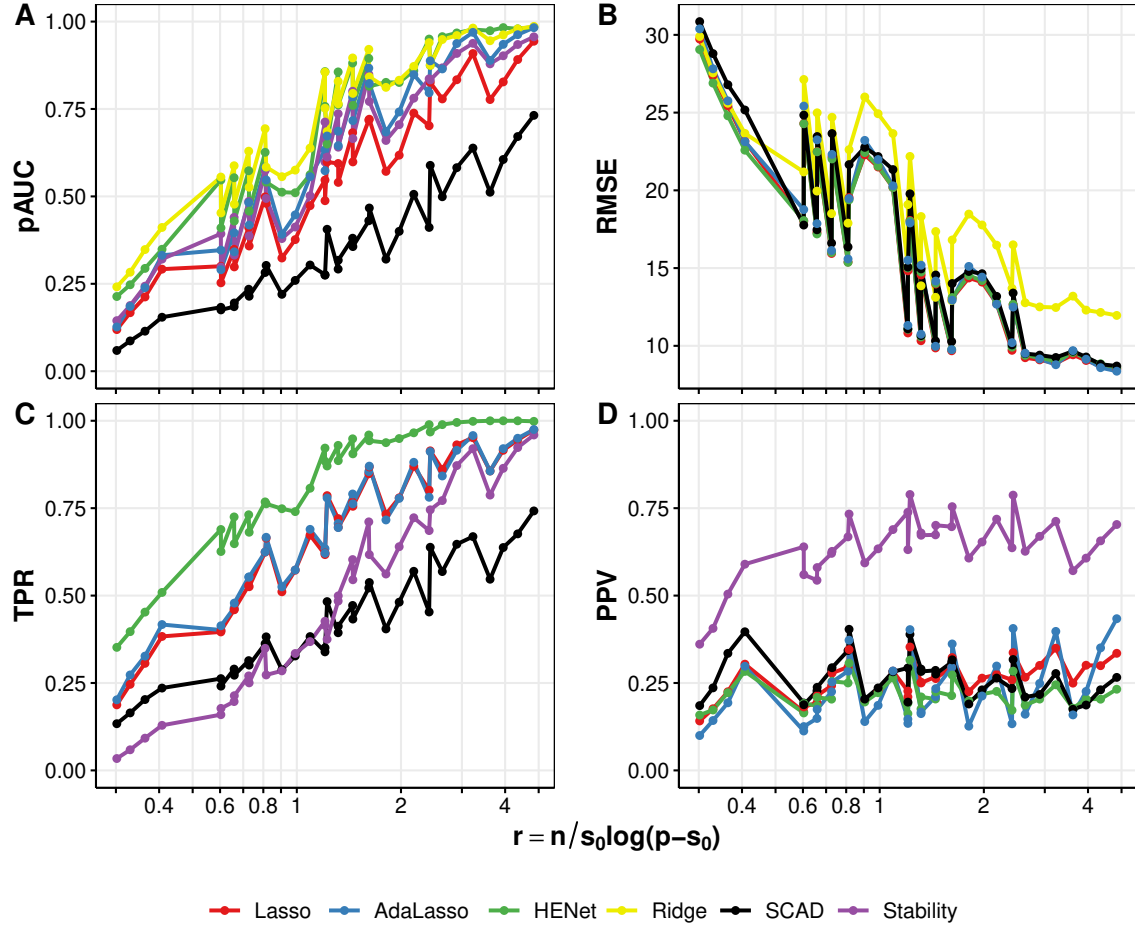 A
B
1.00
0.75
0.50
0.25
0.00
pAUC
30
25
20
15
10
RMSE
C
D
1.00
0.75
0.50
0.25
0.00
TPR
1.00
0.75
0.50
0.25
0.00
PPV
0.4 0.6 0.8 1 2 4
0.4 0.6 0.8 1 2 4
r = n/s₀log(p−s₀)
Lasso AdaLasso HENet Ridge SCAD Stability